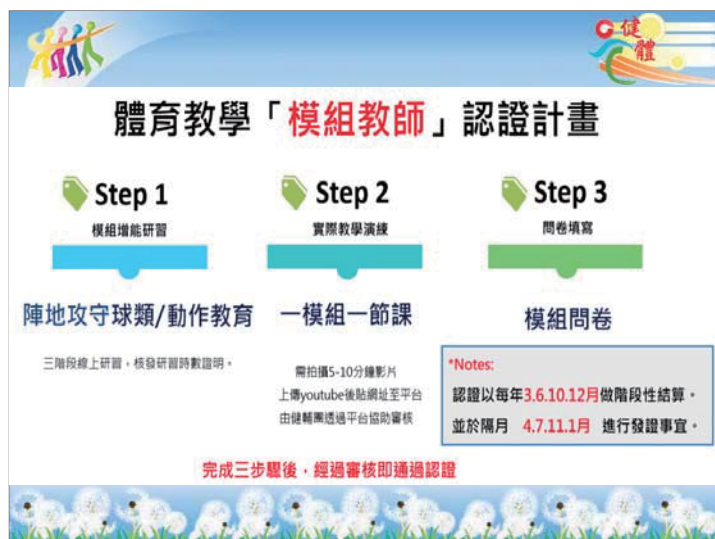 健
體
體育教學「模組教師」認證計畫
Step 1
模組增能研習
陣地攻守球類/動作教育
三階段線上研習，核發研習時數證明。
Step 2
實際教學演練
一模組一節課
需拍攝5-10分鐘影片
上傳youtube後貼網址至平台
由健輔團透過平台協助審核
Step 3
問卷填寫
模組問卷
*Notes:
認證以每年3.6.10.12月做階段性結算。
並於隔月 4.7.11.1月 進行發證事宜。
完成三步驟後，經過審核即通過認證